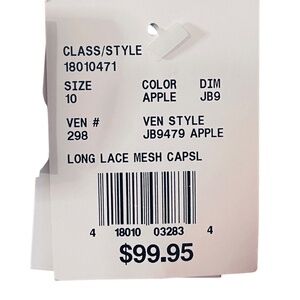 CLASS/STYLE
18010471
SIZE COLOR DIM
10 APPLE JB9
VEN # VEN STYLE
298 JB9479 APPLE
LONG LACE MESH CAPSL
4 18010 03283 4
$99.95